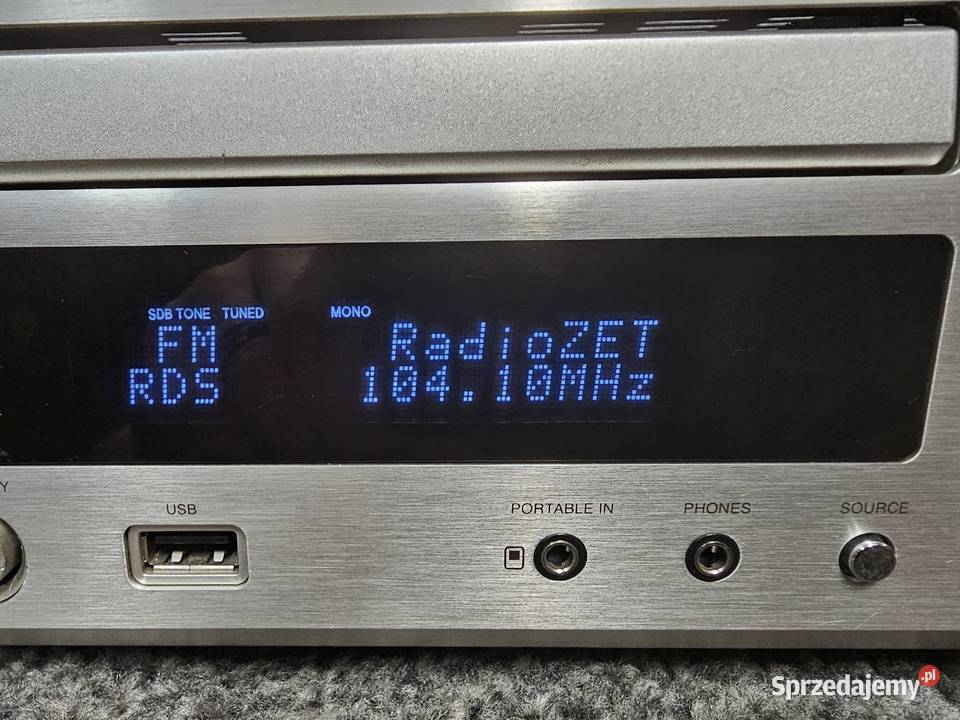 SDB TONE TUNED MONO
FM RadioZET
RDS 104.10MHz
Y
USB
PORTABLE IN
PHONES
SOURCE
Sprzedajemy.pl